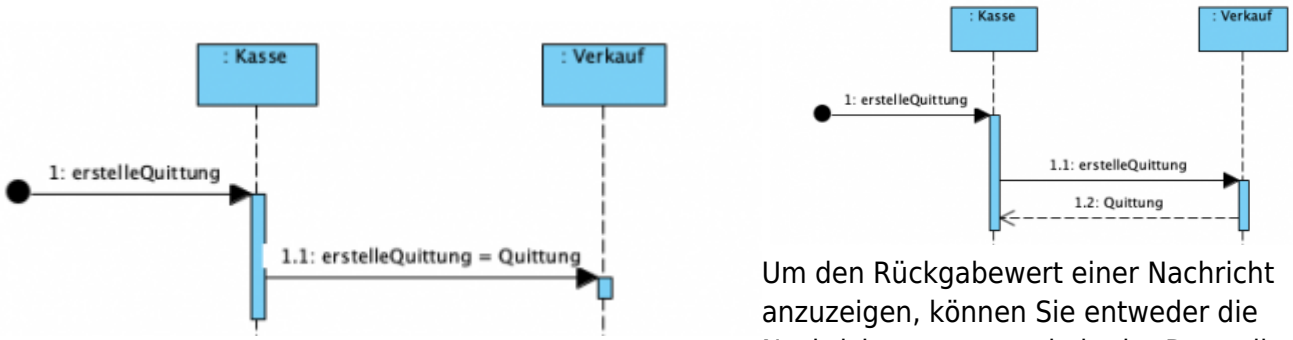 : Kasse
: Verkauf
1: erstelleQuittung
1.1: erstelleQuittung = Quittung
: Kasse
: Verkauf
1: erstelleQuittung
1.1: erstelleQuittung
1.2: Quittung
Um den Rückgabewert einer Nachricht
anzuzeigen, können Sie entweder die